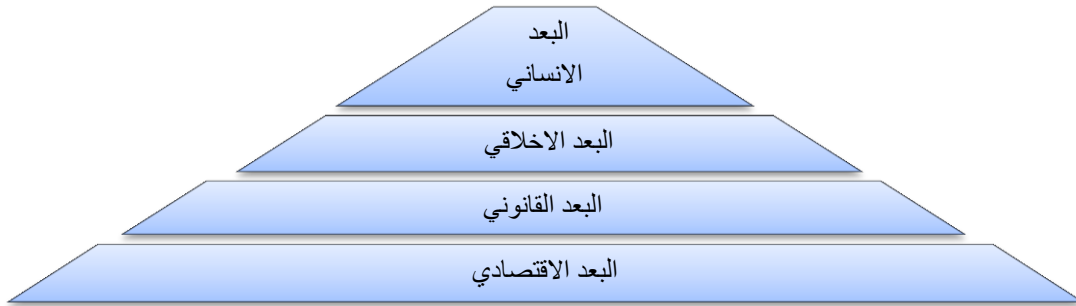 البعد
الانساني
البعد الاخلاقي
البعد القانوني
البعد الاقتصادي